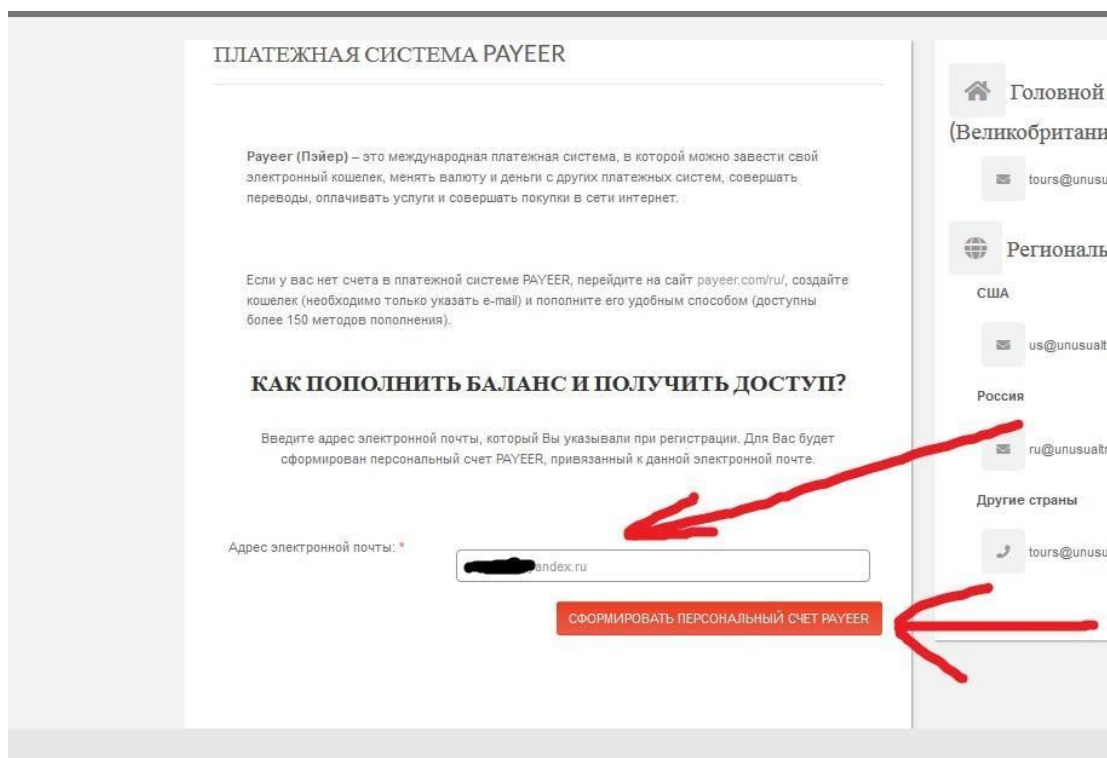 ПЛАТЕЖНАЯ СИСТЕМА PAYEER
Payeer (Пэйер) – это международная платежная система, в которой можно завести свой
электронный кошелек, менять валюту и деньги с других платежных систем, совершать
переводы, оплачивать услуги и совершать покупки в сети интернет.
Если у вас нет счета в платежной системе PAYEER, перейдите на сайт payeer.com/ru/, создайте
кошелек (необходимо только указать e-mail) и пополните его удобным способом (доступны
более 150 методов пополнения).
КАК ПОПОЛНИТЬ БАЛАНС И ПОЛУЧИТЬ ДОСТУП?
Введите адрес электронной почты, который Вы указывали при регистрации. Для Вас будет
сформирован персональный счет PAYEER, привязанный к данной электронной почте.
Адрес электронной почты: *
andex.ru
СФОРМИРОВАТЬ ПЕРСОНАЛЬНЫЙ СЧЕТ PAYEER
Головной
(Великобритани
tours@unusu
Региональ
США
us@unusualt
Россия
ru@unusualtr
Другие страны
tours@unusu